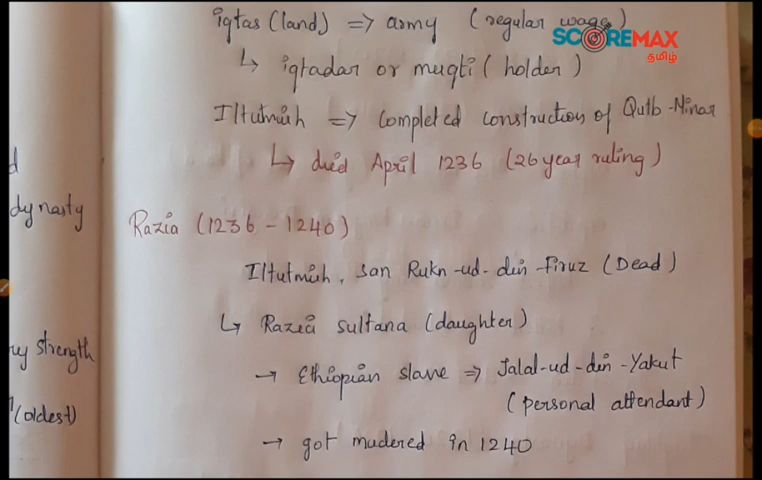 iqtas (land) => army (regular wage)
SCOREMAX
தமிழ்
↳ iqtadar or muqti (holder)
Iltutmish => completed construction of Qutb-Minar
↳ died April 1236 (26 year ruling)
d
dynasty
Razia (1236 - 1240)
Iltutmish, son Rukn-ud-din-Firuz (Dead)
↳ Razia Sultana (daughter)
ry strength
→ Ethiopian slave => Jalal-ud-din-Yakut
(oldest)
(personal attendant)
→ got mudered in 1240